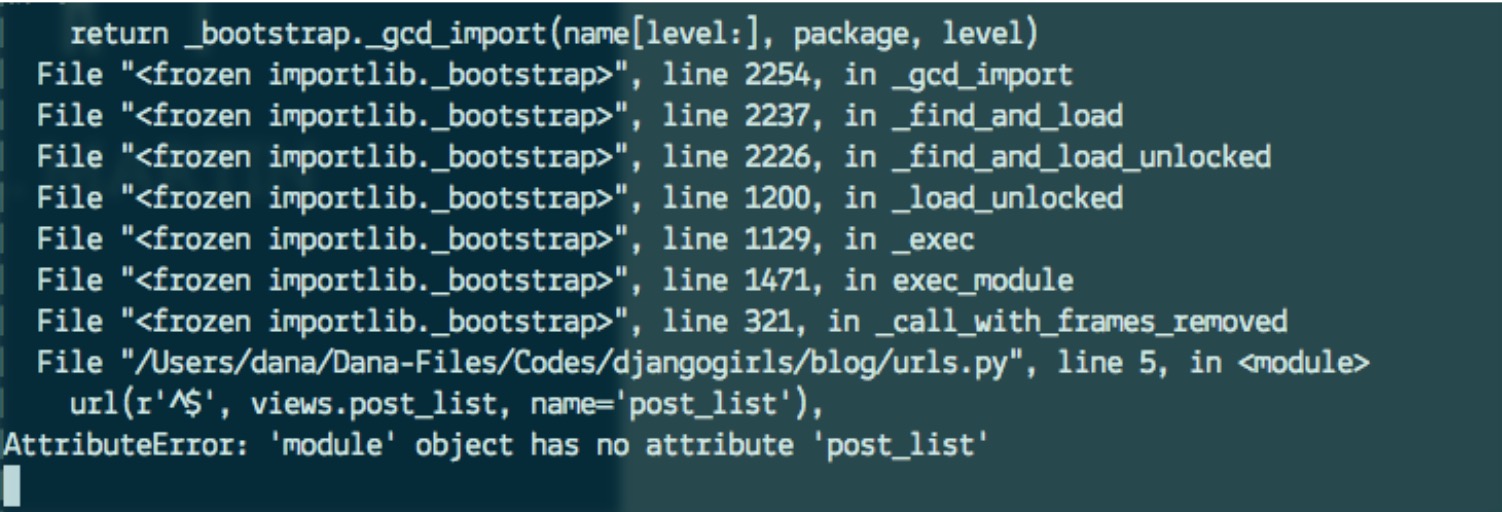 return _bootstrap._gcd_import(name[level:], package, level)
File "<frozen importlib._bootstrap>", line 2254, in _gcd_import
File "<frozen importlib._bootstrap>", line 2237, in _find_and_load
File "<frozen importlib._bootstrap>", line 2226, in _find_and_load_unlocked
File "<frozen importlib._bootstrap>", line 1200, in _load_unlocked
File "<frozen importlib._bootstrap>", line 1129, in _exec
File "<frozen importlib._bootstrap>", line 1471, in exec_module
File "<frozen importlib._bootstrap>", line 321, in _call_with_frames_removed
File "/Users/dana/Dana-Files/Codes/djangogirls/blog/urls.py", line 5, in <module>
url(r'^$', views.post_list, name='post_list'),
AttributeError: 'module' object has no attribute 'post_list'